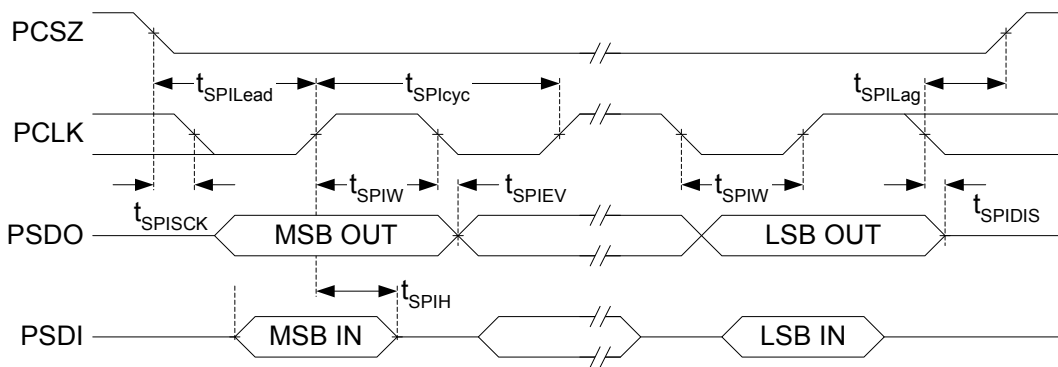 PCSZ
tSPILead
tSPIcyc
tSPILag
PCLK
tSPIW
tSPIEV
tSPIW
tSPISCK
tSPIDIS
PSDO
MSB OUT
LSB OUT
tSPIH
PSDI
MSB IN
LSB IN